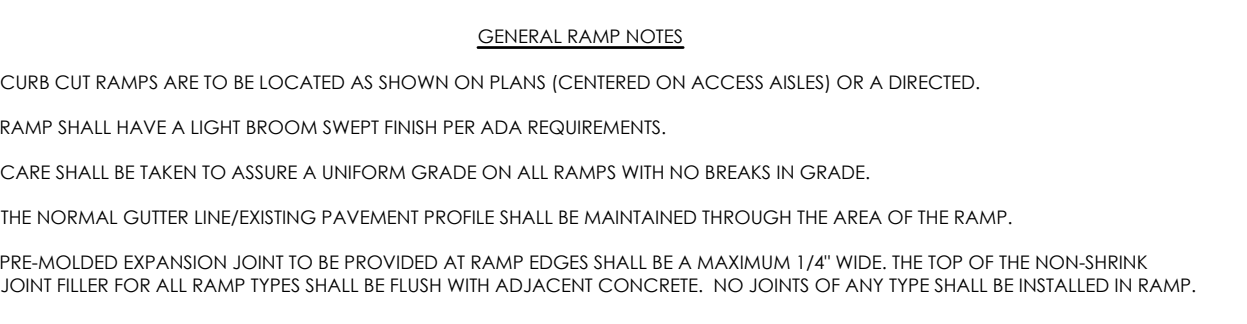 GENERAL RAMP NOTES
CURB CUT RAMPS ARE TO BE LOCATED AS SHOWN ON PLANS (CENTERED ON ACCESS AISLES) OR A DIRECTED.
RAMP SHALL HAVE A LIGHT BROOM SWEPT FINISH PER ADA REQUIREMENTS.
CARE SHALL BE TAKEN TO ASSURE A UNIFORM GRADE ON ALL RAMPS WITH NO BREAKS IN GRADE.
THE NORMAL GUTTER LINE/EXISTING PAVEMENT PROFILE SHALL BE MAINTAINED THROUGH THE AREA OF THE RAMP.
PRE-MOLDED EXPANSION JOINT TO BE PROVIDED AT RAMP EDGES SHALL BE A MAXIMUM 1/4" WIDE. THE TOP OF THE NON-SHRINK
JOINT FILLER FOR ALL RAMP TYPES SHALL BE FLUSH WITH ADJACENT CONCRETE.  NO JOINTS OF ANY TYPE SHALL BE INSTALLED IN RAMP.